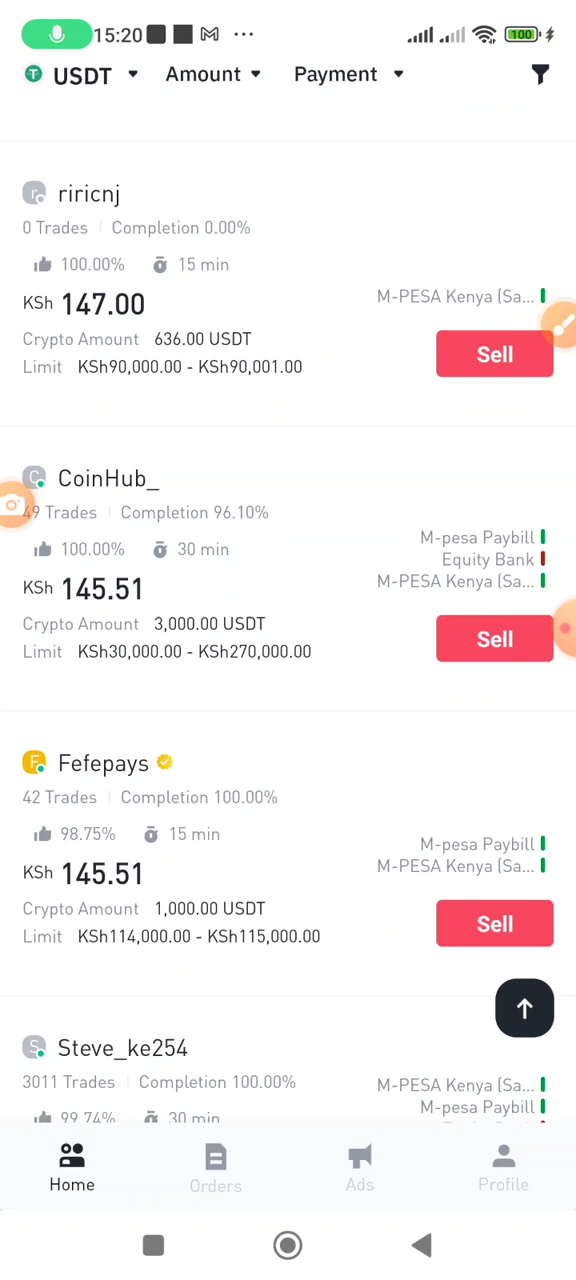 15:20
100
USDT Amount Payment
riricnj
0 Trades Completion 0.00%
100.00% 15 min
KSh 147.00
M-PESA Kenya (Sa...
Crypto Amount 636.00 USDT
Limit KSh90,000.00 - KSh90,001.00
Sell
C CoinHub_
49 Trades Completion 96.10%
100.00% 30 min
M-pesa Paybill
Equity Bank
M-PESA Kenya (Sa...
KSh 145.51
Crypto Amount 3,000.00 USDT
Limit KSh30,000.00 - KSh270,000.00
Sell
F Fefepays
42 Trades Completion 100.00%
98.75% 15 min
M-pesa Paybill
M-PESA Kenya (Sa...
KSh 145.51
Crypto Amount 1,000.00 USDT
Limit KSh114,000.00 - KSh115,000.00
Sell
S Steve_ke254
3011 Trades Completion 100.00%
M-PESA Kenya (Sa...
M-pesa Paybill
99.74% 30 min
Home Orders Ads Profile